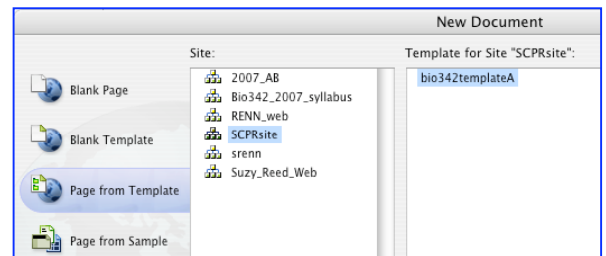 New Document
Site:
Template for Site "SCPRsite":
Blank Page
Blank Template
Page from Template
Page from Sample
2007_AB
Bio342_2007_syllabus
RENN_web
SCPRsite
srenn
Suzy_Reed_Web
bio342templateA